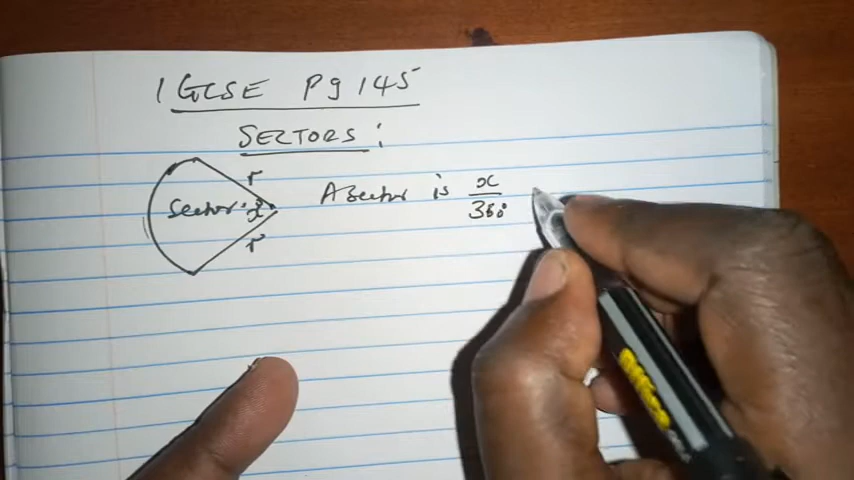 IGCSE Pg 145
SECTORS :
r
A Sector is x/360
Sector x
r